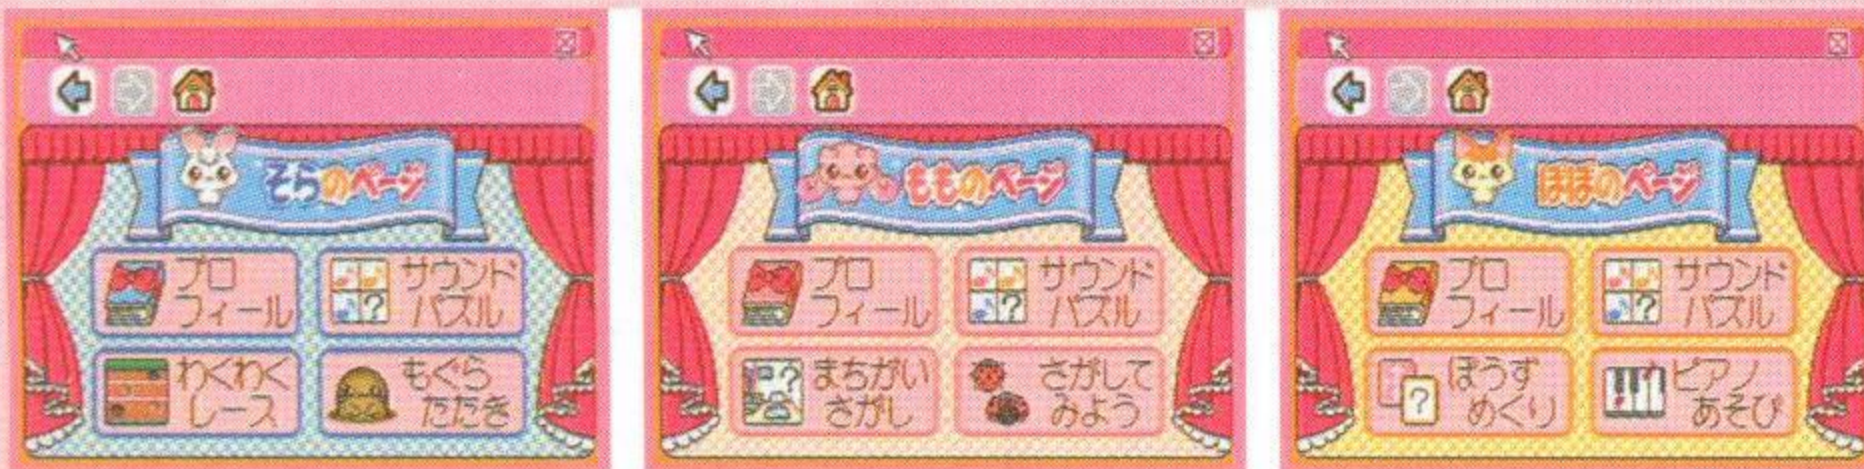 そらのページ
プロ
フィール
サウンド
パズル
わくわく
レース
もぐら
たたき
もものページ
プロ
フィール
サウンド
パズル
まちがい
さがし
さがして
みよう
ほほのページ
プロ
フィール
サウンド
パズル
ぼうず
めくり
ピアノ
あそび